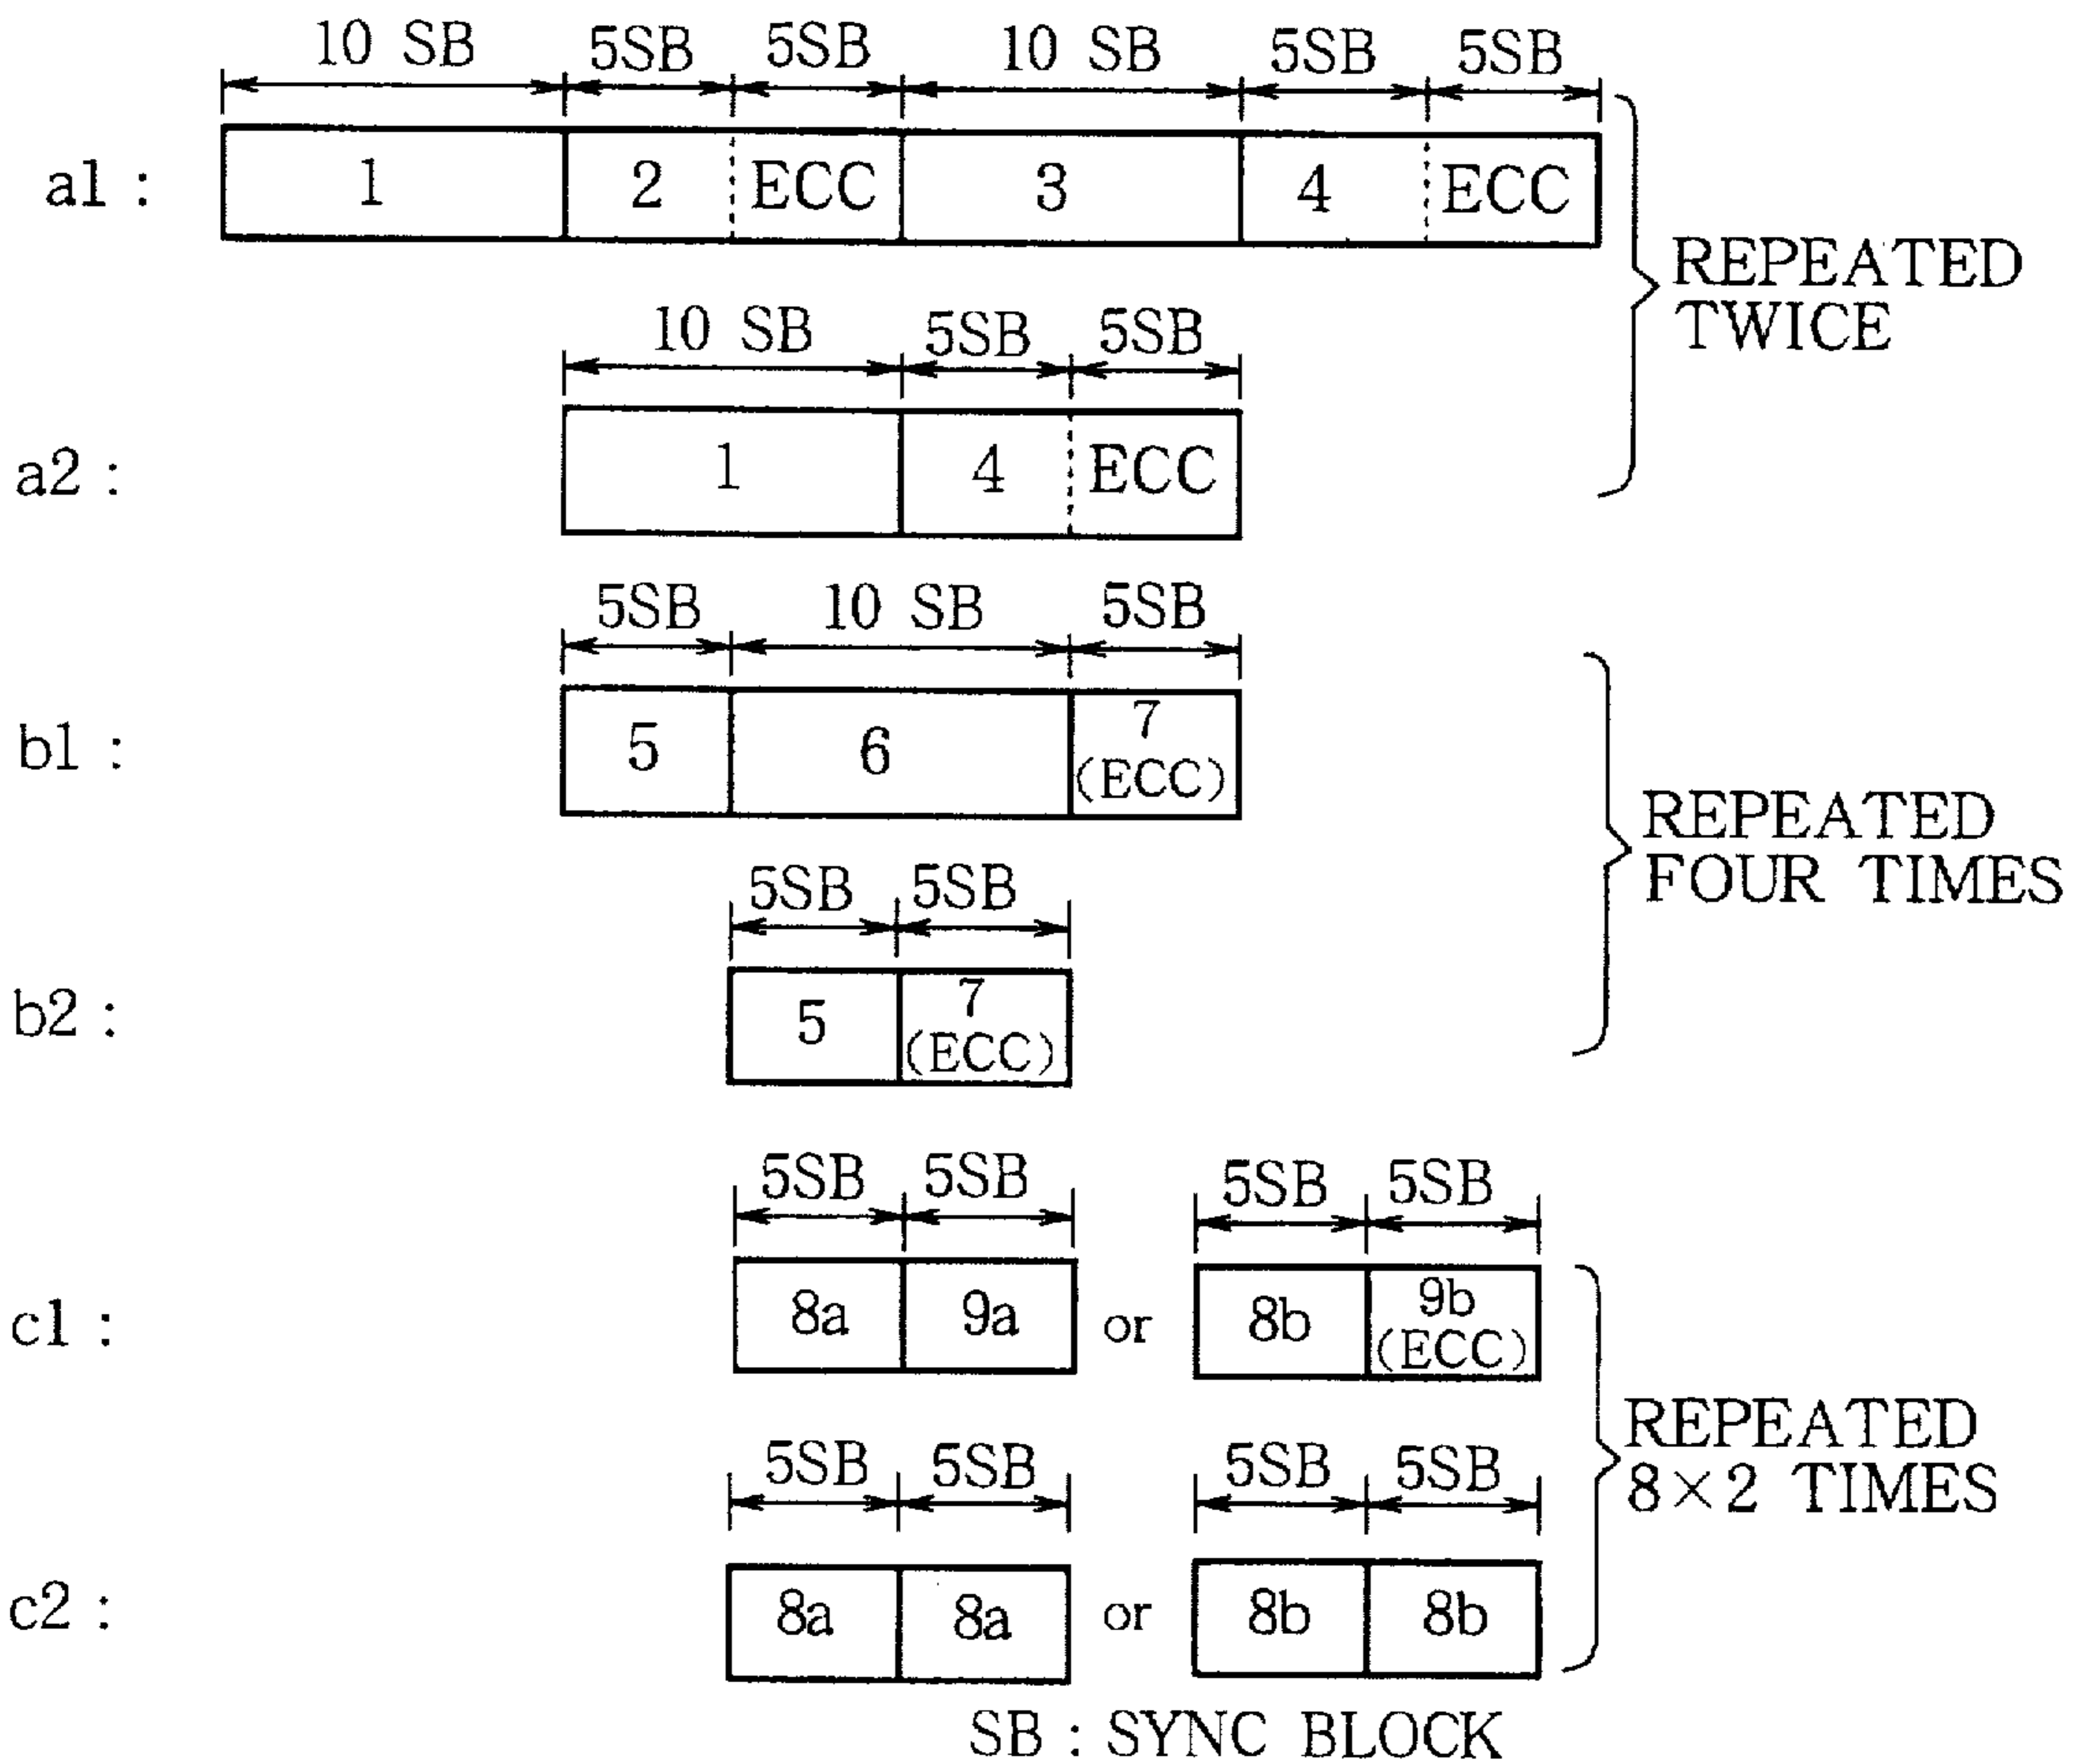 10 SB 5SB 5SB 10 SB 5SB 5SB
a1 : 1 2 ECC 3 4 ECC
REPEATED
TWICE
10 SB 5SB 5SB
a2 : 1 4 ECC
5SB 10 SB 5SB
b1 : 5 6 7
(ECC)
REPEATED
FOUR TIMES
5SB 5SB
b2 : 5 7
(ECC)
5SB 5SB 5SB 5SB
c1 : 8a 9a or 8b 9b
(ECC)
REPEATED
8×2 TIMES
5SB 5SB 5SB 5SB
c2 : 8a 8a or 8b 8b
SB : SYNC BLOCK